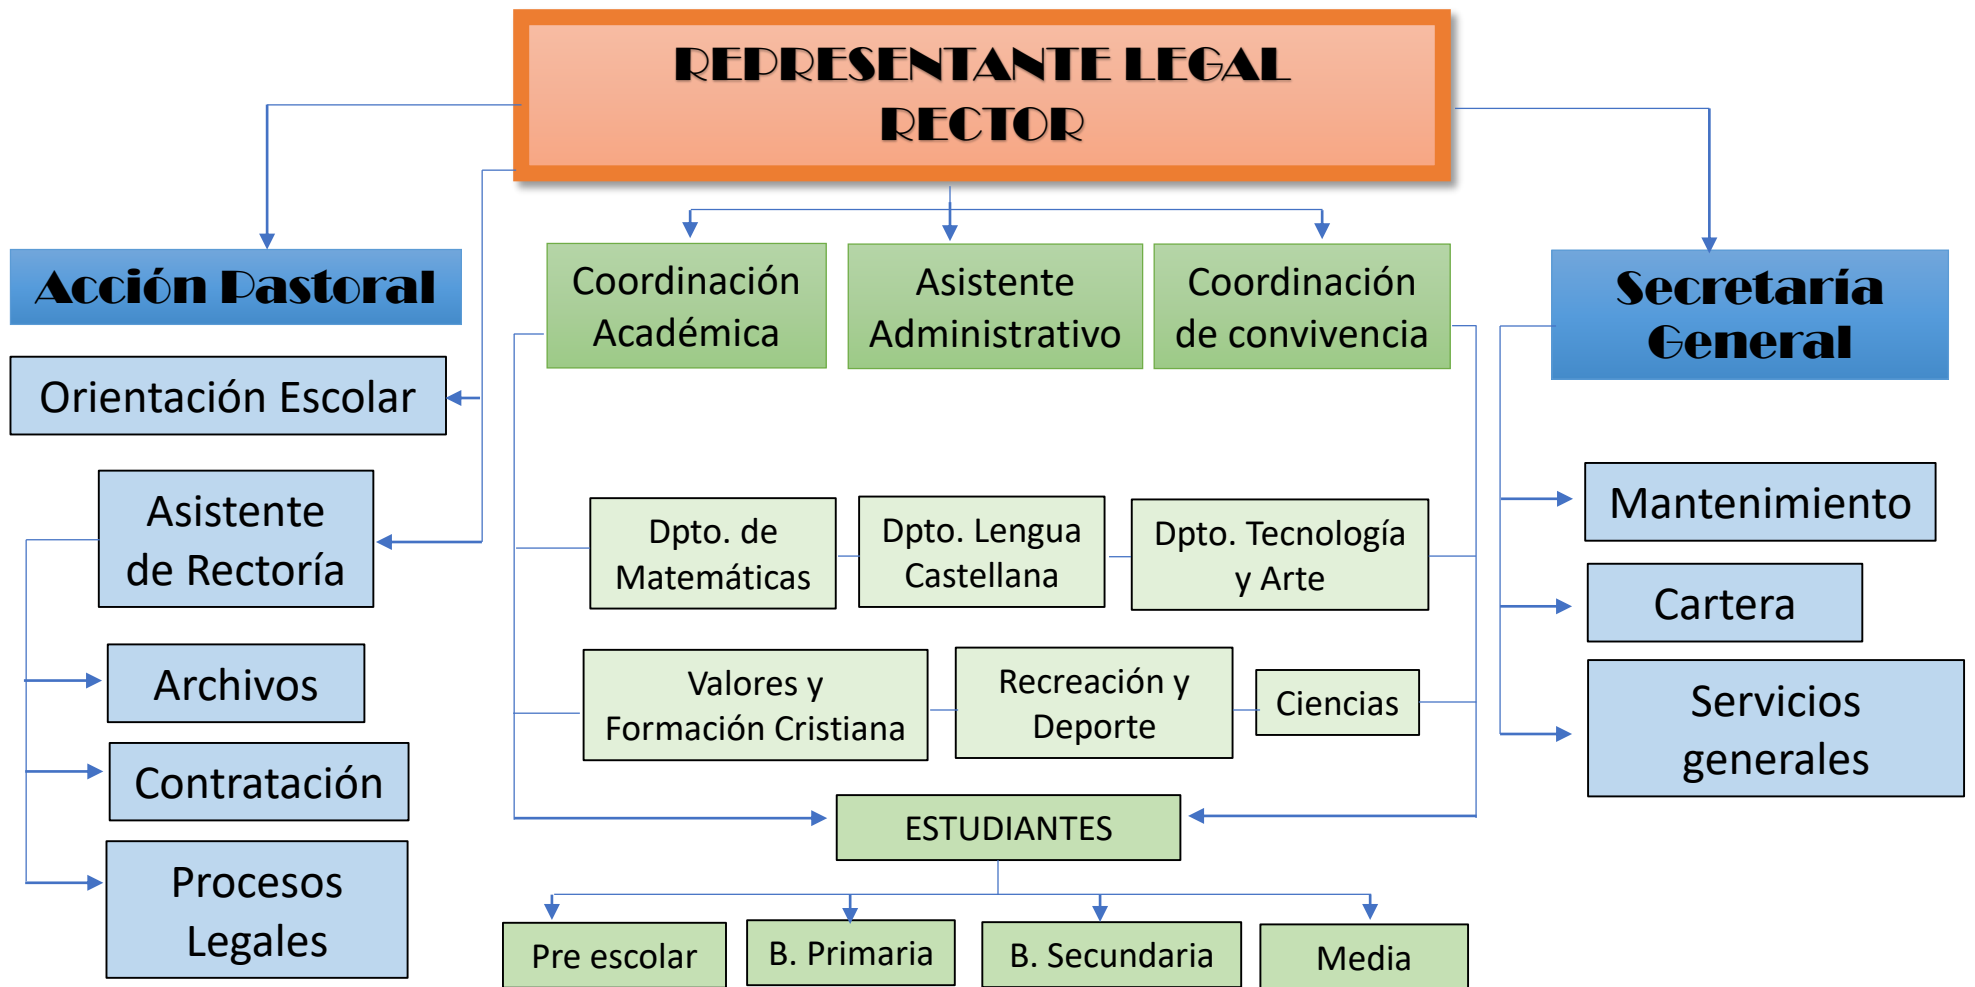 REPRESENTANTE LEGAL
RECTOR
Acción Pastoral
Coordinación
Académica
Asistente
Administrativo
Coordinación
de convivencia
Secretaría
General
Orientación Escolar
Asistente
de Rectoría
Archivos
Contratación
Procesos
Legales
Dpto. de
Matemáticas
Dpto. Lengua
Castellana
Dpto. Tecnología
y Arte
Valores y
Formación Cristiana
Recreación y
Deporte
Ciencias
Mantenimiento
Cartera
Servicios
generales
ESTUDIANTES
Pre escolar
B. Primaria
B. Secundaria
Media